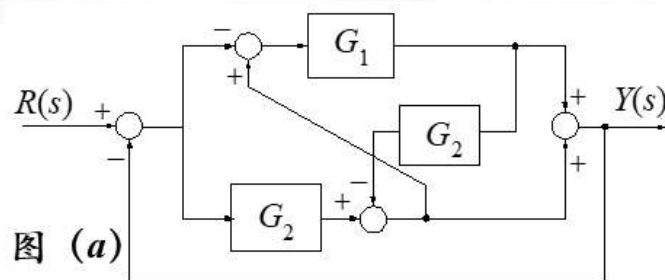 − G₁
+
R(s) + + Y(s)
− G₂
− +
G₂ +
图 (a)